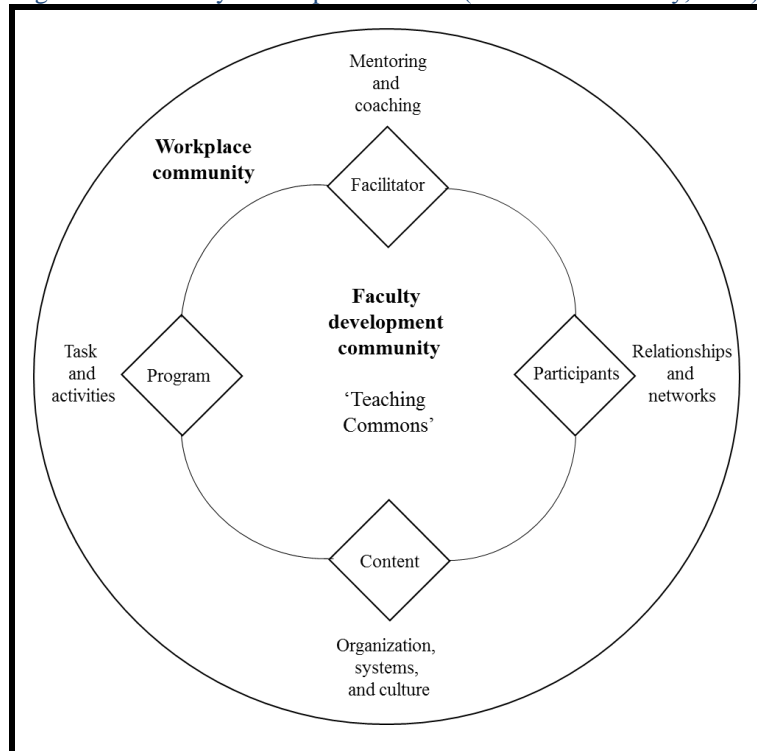 Mentoring
and
coaching
Workplace
community
Facilitator
Faculty
development
community
‘Teaching
Commons’
Task
and
activities
Program
Participants
Relationships
and
networks
Content
Organization,
systems,
and culture